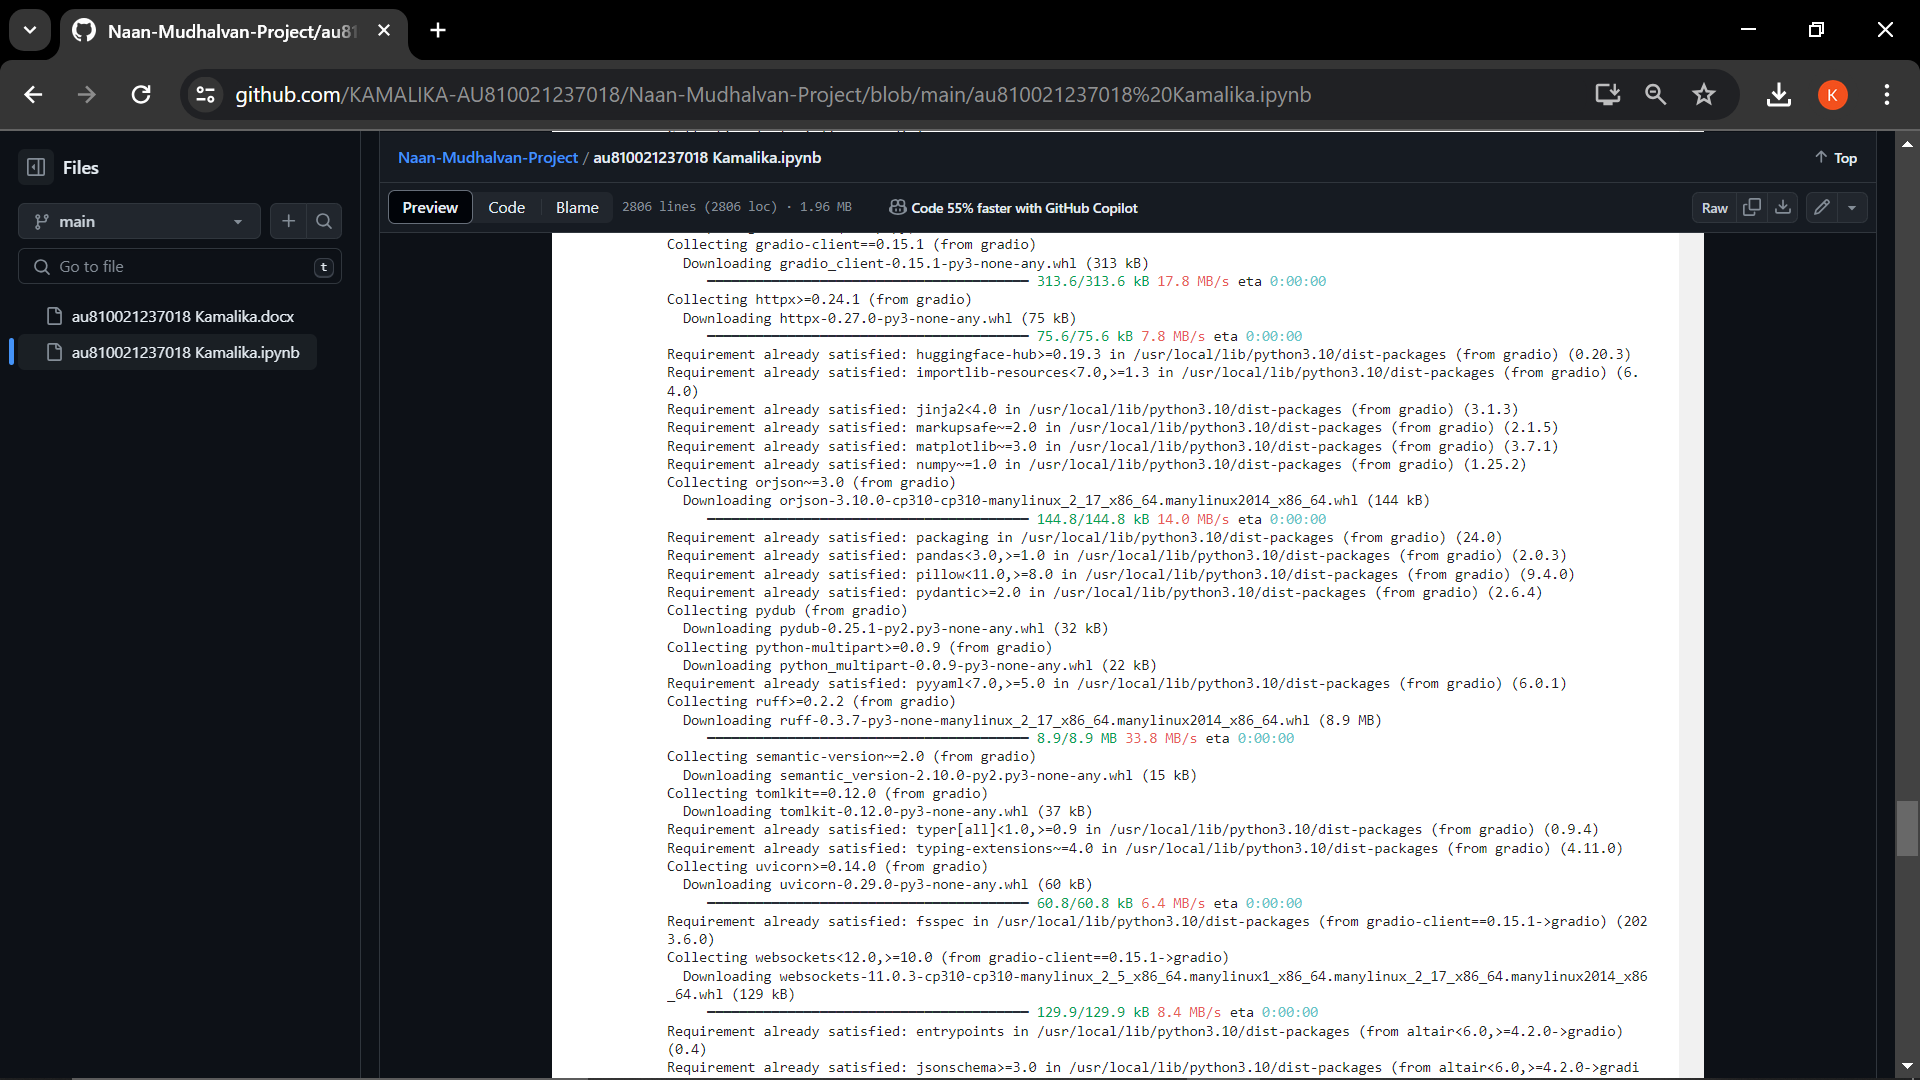 Naan-Mudhalvan-Project/au81
github.com/KAMALIKA-AU810021237018/Naan-Mudhalvan-Project/blob/main/au810021237018%20Kamalika.ipynb
K
Files
main
Go to file
t
au810021237018 Kamalika.docx
au810021237018 Kamalika.ipynb
Naan-Mudhalvan-Project / au810021237018 Kamalika.ipynb
Top
Preview
Code
Blame
2806 lines (2806 loc) · 1.96 MB
Code 55% faster with GitHub Copilot
Raw
Collecting gradio-client==0.15.1 (from gradio)
Downloading gradio_client-0.15.1-py3-none-any.whl (313 kB)
313.6/313.6 kB 17.8 MB/s eta 0:00:00
Collecting httpx>=0.24.1 (from gradio)
Downloading httpx-0.27.0-py3-none-any.whl (75 kB)
75.6/75.6 kB 7.8 MB/s eta 0:00:00
Requirement already satisfied: huggingface-hub>=0.19.3 in /usr/local/lib/python3.10/dist-packages (from gradio) (0.20.3)
Requirement already satisfied: importlib-resources<7.0,>=1.3 in /usr/local/lib/python3.10/dist-packages (from gradio) (6.
4.0)
Requirement already satisfied: jinja2<4.0 in /usr/local/lib/python3.10/dist-packages (from gradio) (3.1.3)
Requirement already satisfied: markupsafe~=2.0 in /usr/local/lib/python3.10/dist-packages (from gradio) (2.1.5)
Requirement already satisfied: matplotlib~=3.0 in /usr/local/lib/python3.10/dist-packages (from gradio) (3.7.1)
Requirement already satisfied: numpy~=1.0 in /usr/local/lib/python3.10/dist-packages (from gradio) (1.25.2)
Collecting orjson~=3.0 (from gradio)
Downloading orjson-3.10.0-cp310-cp310-manylinux_2_17_x86_64.manylinux2014_x86_64.whl (144 kB)
144.8/144.8 kB 14.0 MB/s eta 0:00:00
Requirement already satisfied: packaging in /usr/local/lib/python3.10/dist-packages (from gradio) (24.0)
Requirement already satisfied: pandas<3.0,>=1.0 in /usr/local/lib/python3.10/dist-packages (from gradio) (2.0.3)
Requirement already satisfied: pillow<11.0,>=8.0 in /usr/local/lib/python3.10/dist-packages (from gradio) (9.4.0)
Requirement already satisfied: pydantic>=2.0 in /usr/local/lib/python3.10/dist-packages (from gradio) (2.6.4)
Collecting pydub (from gradio)
Downloading pydub-0.25.1-py2.py3-none-any.whl (32 kB)
Collecting python-multipart>=0.0.9 (from gradio)
Downloading python_multipart-0.0.9-py3-none-any.whl (22 kB)
Requirement already satisfied: pyyaml<7.0,>=5.0 in /usr/local/lib/python3.10/dist-packages (from gradio) (6.0.1)
Collecting ruff>=0.2.2 (from gradio)
Downloading ruff-0.3.7-py3-none-manylinux_2_17_x86_64.manylinux2014_x86_64.whl (8.9 MB)
8.9/8.9 MB 33.8 MB/s eta 0:00:00
Collecting semantic-version~=2.0 (from gradio)
Downloading semantic_version-2.10.0-py2.py3-none-any.whl (15 kB)
Collecting tomlkit==0.12.0 (from gradio)
Downloading tomlkit-0.12.0-py3-none-any.whl (37 kB)
Requirement already satisfied: typer[all]<1.0,>=0.9 in /usr/local/lib/python3.10/dist-packages (from gradio) (0.9.4)
Requirement already satisfied: typing-extensions~=4.0 in /usr/local/lib/python3.10/dist-packages (from gradio) (4.11.0)
Collecting uvicorn>=0.14.0 (from gradio)
Downloading uvicorn-0.29.0-py3-none-any.whl (60 kB)
60.8/60.8 kB 6.4 MB/s eta 0:00:00
Requirement already satisfied: fsspec in /usr/local/lib/python3.10/dist-packages (from gradio-client==0.15.1->gradio) (202
3.6.0)
Collecting websockets<12.0,>=10.0 (from gradio-client==0.15.1->gradio)
Downloading websockets-11.0.3-cp310-cp310-manylinux_2_5_x86_64.manylinux1_x86_64.manylinux_2_17_x86_64.manylinux2014_x86
_64.whl (129 kB)
129.9/129.9 kB 8.4 MB/s eta 0:00:00
Requirement already satisfied: entrypoints in /usr/local/lib/python3.10/dist-packages (from altair<6.0,>=4.2.0->gradio)
(0.4)
Requirement already satisfied: jsonschema>=3.0 in /usr/local/lib/python3.10/dist-packages (from altair<6.0,>=4.2.0->gradi